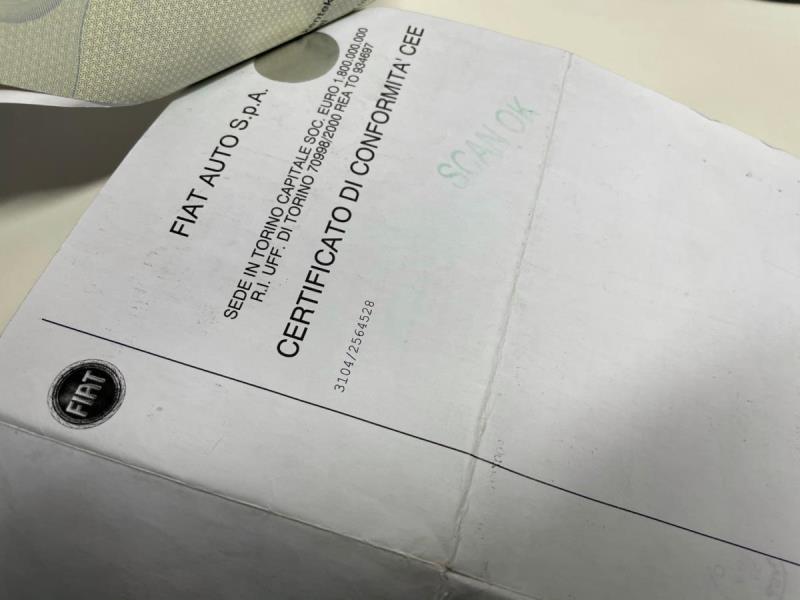 FIAT AUTO S.p.A.
SEDE IN TORINO CAPITALE SOC. EURO 1.800.000.000
R.I. UFF. DI TORINO 70998/2000 REA TO 934697
CERTIFICATO DI CONFORMITA' CEE
3104/2564528
SCAN OK
FIAT